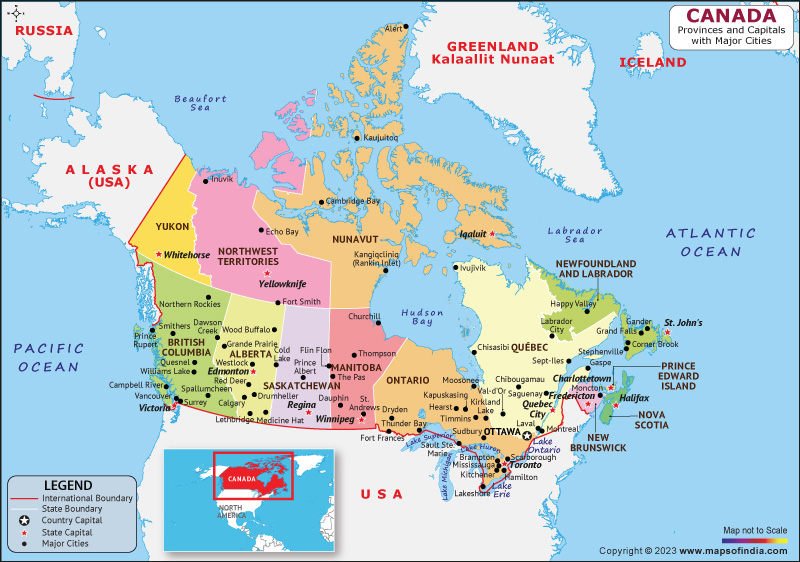 CANADA
Provinces and Capitals
with Major Cities
RUSSIA
Alert
GREENLAND
Kalaallit Nunaat
ICELAND
Beaufort
Sea
Kaujuitoq
ALASKA
(USA)
Inuvik
Cambridge Bay
YUKON
Echo Bay
Iqaluit
Labrador
Sea
ATLANTIC
OCEAN
NUNAVUT
Whitehorse
NORTHWEST
TERRITORIES
Kangiqcliniq
(Rankin Inlet)
Ivujivik
NEWFOUNDLAND
AND LABRADOR
Yellowknife
Northern Rockies
Fort Smith
Happy Valley
Hudson
Bay
Churchill
Smithers
Dawson
Creek
Wood Buffalo
Labrador
City
Gander
St. John's
Grand Falls
Prince
Rupert
BRITISH
COLUMBIA
Grande Prairie
Corner Brook
PACIFIC
OCEAN
ALBERTA
Cold
Lake
Flin Flon
Thompson
Chisasibi
QUÉBEC
Stephenville
Quesnel
Westlock
Edmonton
Prince
Albert
MANITOBA
The Pas
Sept-Iles
Gaspe
PRINCE
EDWARD
ISLAND
Williams Lake
Red Deer
SASKATCHEWAN
ONTARIO
Moosonee
Chibougamau
Charlottetown
Campbell River
Spallumcheen
Drumheller
Dauphin
St.
Andrews
Kapuskasing
Val-d'Or
Saguenay
Moncton
Fredericton
Halifax
Vancouver
Surrey
Calgary
Regina
Hearst
Kirkland
Lake
Quebec
City
Victoria
Lethbridge
Medicine Hat
Winnipeg
Dryden
Thunder Bay
Timmins
Laval
NOVA
SCOTIA
Fort Frances
Sudbury
OTTAWA
Montreal
NEW
BRUNSWICK
Lake Superior
Sault Ste
Marie
Lake Huron
Lake
Ontario
Lake Michigan
Brampton
Scarborough
Mississauga
Toronto
Kitchener
Hamilton
Lakeshore
Lake
Erie
USA
LEGEND
International Boundary
State Boundary
Country Capital
State Capital
Major Cities
CANADA
NORTH
AMERICA
Map not to Scale
Copyright © 2023 www.mapsofindia.com